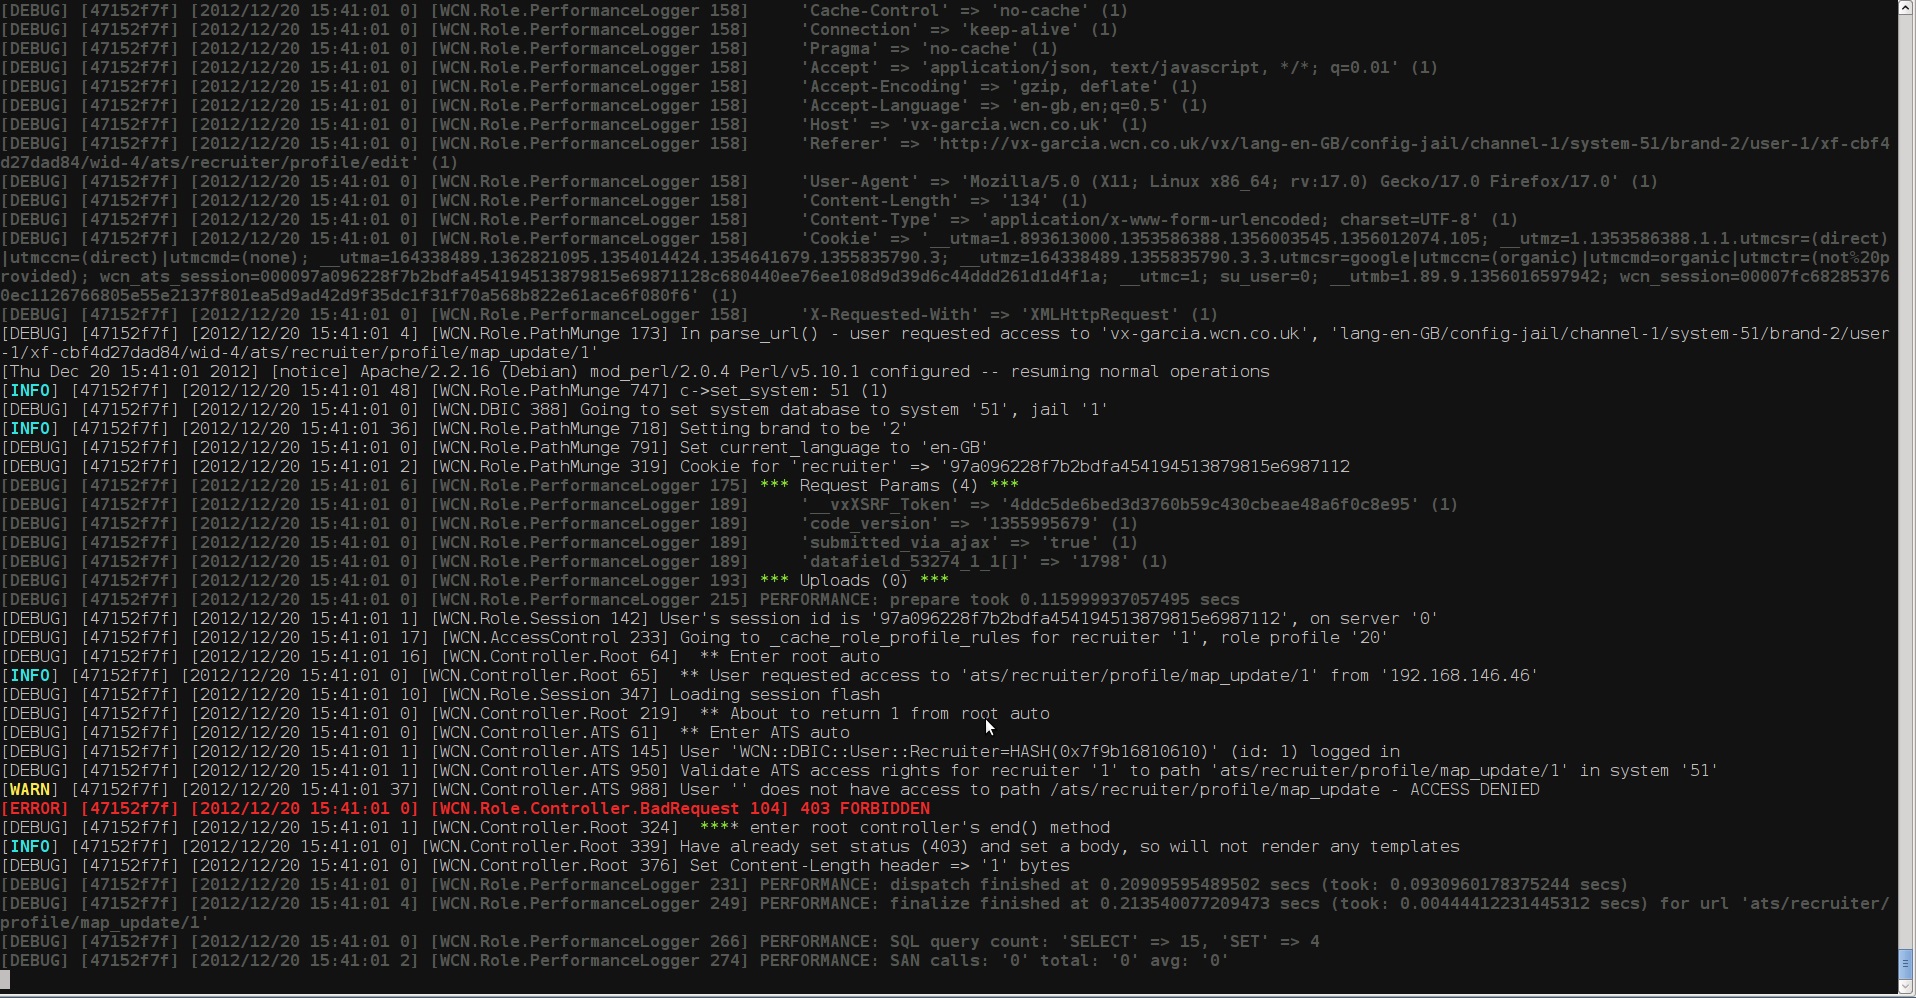 [DEBUG] [47152f7f] [2012/12/20 15:41:01 0] [WCN.Role.PerformanceLogger 158]     'Cache-Control' => 'no-cache' (1)
[DEBUG] [47152f7f] [2012/12/20 15:41:01 0] [WCN.Role.PerformanceLogger 158]     'Connection' => 'keep-alive' (1)
[DEBUG] [47152f7f] [2012/12/20 15:41:01 0] [WCN.Role.PerformanceLogger 158]     'Pragma' => 'no-cache' (1)
[DEBUG] [47152f7f] [2012/12/20 15:41:01 0] [WCN.Role.PerformanceLogger 158]     'Accept' => 'application/json, text/javascript, */*; q=0.01' (1)
[DEBUG] [47152f7f] [2012/12/20 15:41:01 0] [WCN.Role.PerformanceLogger 158]     'Accept-Encoding' => 'gzip, deflate' (1)
[DEBUG] [47152f7f] [2012/12/20 15:41:01 0] [WCN.Role.PerformanceLogger 158]     'Accept-Language' => 'en-gb,en;q=0.5' (1)
[DEBUG] [47152f7f] [2012/12/20 15:41:01 0] [WCN.Role.PerformanceLogger 158]     'Host' => 'vx-garcia.wcn.co.uk' (1)
[DEBUG] [47152f7f] [2012/12/20 15:41:01 0] [WCN.Role.PerformanceLogger 158]     'Referer' => 'http://vx-garcia.wcn.co.uk/vx/lang-en-GB/config-jail/channel-1/system-51/brand-2/user-1/xf-cbf4
d27dad84/wid-4/ats/recruiter/profile/edit' (1)
[DEBUG] [47152f7f] [2012/12/20 15:41:01 0] [WCN.Role.PerformanceLogger 158]     'User-Agent' => 'Mozilla/5.0 (X11; Linux x86_64; rv:17.0) Gecko/17.0 Firefox/17.0' (1)
[DEBUG] [47152f7f] [2012/12/20 15:41:01 0] [WCN.Role.PerformanceLogger 158]     'Content-Length' => '134' (1)
[DEBUG] [47152f7f] [2012/12/20 15:41:01 0] [WCN.Role.PerformanceLogger 158]     'Content-Type' => 'application/x-www-form-urlencoded; charset=UTF-8' (1)
[DEBUG] [47152f7f] [2012/12/20 15:41:01 0] [WCN.Role.PerformanceLogger 158]     'Cookie' => '__utma=1.893613000.1353586388.1356003545.1356012074.105; __utmz=1.1353586388.1.1.utmcsr=(direct)
|utmccn=(direct)|utmcmd=(none); __utma=164338489.1362821095.1354014424.1354641679.1355835790.3; __utmz=164338489.1355835790.3.3.utmcsr=google|utmccn=(organic)|utmcmd=organic|utmctr=(not%20p
rovided); wcn_ats_session=000097a096228f7b2bdfa454194513879815e69871128c680440ee76ee108d9d39d6c44ddd261d1d4f1a; __utmc=1; su_user=0; __utmb=1.89.9.1356016597942; wcn_session=00007fc68285376
0ec1126766805e55e2137f801ea5d9ad42d9f35dc1f31f70a568b822e61ace6f080f6' (1)
[DEBUG] [47152f7f] [2012/12/20 15:41:01 0] [WCN.Role.PerformanceLogger 158]     'X-Requested-With' => 'XMLHttpRequest' (1)
[DEBUG] [47152f7f] [2012/12/20 15:41:01 4] [WCN.Role.PathMunge 173] In parse_url() - user requested access to 'vx-garcia.wcn.co.uk', 'lang-en-GB/config-jail/channel-1/system-51/brand-2/user
-1/xf-cbf4d27dad84/wid-4/ats/recruiter/profile/map_update/1'
[Thu Dec 20 15:41:01 2012] [notice] Apache/2.2.16 (Debian) mod_perl/2.0.4 Perl/v5.10.1 configured -- resuming normal operations
[INFO] [47152f7f] [2012/12/20 15:41:01 48] [WCN.Role.PathMunge 747] c->set_system: 51 (1)
[DEBUG] [47152f7f] [2012/12/20 15:41:01 0] [WCN.DBIC 388] Going to set system database to system '51', jail '1'
[INFO] [47152f7f] [2012/12/20 15:41:01 36] [WCN.Role.PathMunge 718] Setting brand to be '2'
[DEBUG] [47152f7f] [2012/12/20 15:41:01 0] [WCN.Role.PathMunge 791] Set current_language to 'en-GB'
[DEBUG] [47152f7f] [2012/12/20 15:41:01 2] [WCN.Role.PathMunge 319] Cookie for 'recruiter' => '97a096228f7b2bdfa454194513879815e6987112
[DEBUG] [47152f7f] [2012/12/20 15:41:01 6] [WCN.Role.PerformanceLogger 175] *** Request Params (4) ***
[DEBUG] [47152f7f] [2012/12/20 15:41:01 0] [WCN.Role.PerformanceLogger 189]     '__vxXSRF_Token' => '4ddc5de6bed3d3760b59c430cbeae48a6f0c8e95' (1)
[DEBUG] [47152f7f] [2012/12/20 15:41:01 0] [WCN.Role.PerformanceLogger 189]     'code_version' => '1355995679' (1)
[DEBUG] [47152f7f] [2012/12/20 15:41:01 0] [WCN.Role.PerformanceLogger 189]     'submitted_via_ajax' => 'true' (1)
[DEBUG] [47152f7f] [2012/12/20 15:41:01 0] [WCN.Role.PerformanceLogger 189]     'datafield_53274_1_1[]' => '1798' (1)
[DEBUG] [47152f7f] [2012/12/20 15:41:01 0] [WCN.Role.PerformanceLogger 193] *** Uploads (0) ***
[DEBUG] [47152f7f] [2012/12/20 15:41:01 0] [WCN.Role.PerformanceLogger 215] PERFORMANCE: prepare took 0.115999937057495 secs
[DEBUG] [47152f7f] [2012/12/20 15:41:01 1] [WCN.Role.Session 142] User's session id is '97a096228f7b2bdfa454194513879815e6987112', on server '0'
[DEBUG] [47152f7f] [2012/12/20 15:41:01 17] [WCN.AccessControl 233] Going to _cache_role_profile_rules for recruiter '1', role profile '20'
[DEBUG] [47152f7f] [2012/12/20 15:41:01 16] [WCN.Controller.Root 64]  ** Enter root auto
[INFO] [47152f7f] [2012/12/20 15:41:01 0] [WCN.Controller.Root 65]  ** User requested access to 'ats/recruiter/profile/map_update/1' from '192.168.146.46'
[DEBUG] [47152f7f] [2012/12/20 15:41:01 10] [WCN.Role.Session 347] Loading session flash
[DEBUG] [47152f7f] [2012/12/20 15:41:01 0] [WCN.Controller.Root 219]  ** About to return 1 from root auto
[DEBUG] [47152f7f] [2012/12/20 15:41:01 0] [WCN.Controller.ATS 61]  ** Enter ATS auto
[DEBUG] [47152f7f] [2012/12/20 15:41:01 1] [WCN.Controller.ATS 145] User 'WCN::DBIC::User::Recruiter=HASH(0x7f9b16810610)' (id: 1) logged in
[DEBUG] [47152f7f] [2012/12/20 15:41:01 1] [WCN.Controller.ATS 950] Validate ATS access rights for recruiter '1' to path 'ats/recruiter/profile/map_update/1' in system '51'
[WARN] [47152f7f] [2012/12/20 15:41:01 37] [WCN.Controller.ATS 988] User '' does not have access to path /ats/recruiter/profile/map_update - ACCESS DENIED
[ERROR] [47152f7f] [2012/12/20 15:41:01 0] [WCN.Role.Controller.BadRequest 104] 403 FORBIDDEN
[DEBUG] [47152f7f] [2012/12/20 15:41:01 1] [WCN.Controller.Root 324]  **** enter root controller's end() method
[INFO] [47152f7f] [2012/12/20 15:41:01 0] [WCN.Controller.Root 339] Have already set status (403) and set a body, so will not render any templates
[DEBUG] [47152f7f] [2012/12/20 15:41:01 0] [WCN.Controller.Root 376] Set Content-Length header => '1' bytes
[DEBUG] [47152f7f] [2012/12/20 15:41:01 0] [WCN.Role.PerformanceLogger 231] PERFORMANCE: dispatch finished at 0.20909595489502 secs (took: 0.0930960178375244 secs)
[DEBUG] [47152f7f] [2012/12/20 15:41:01 4] [WCN.Role.PerformanceLogger 249] PERFORMANCE: finalize finished at 0.213540077209473 secs (took: 0.00444412231445312 secs) for url 'ats/recruiter/
profile/map_update/1'
[DEBUG] [47152f7f] [2012/12/20 15:41:01 0] [WCN.Role.PerformanceLogger 266] PERFORMANCE: SQL query count: 'SELECT' => 15, 'SET' => 4
[DEBUG] [47152f7f] [2012/12/20 15:41:01 2] [WCN.Role.PerformanceLogger 274] PERFORMANCE: SAN calls: '0' total: '0' avg: '0'